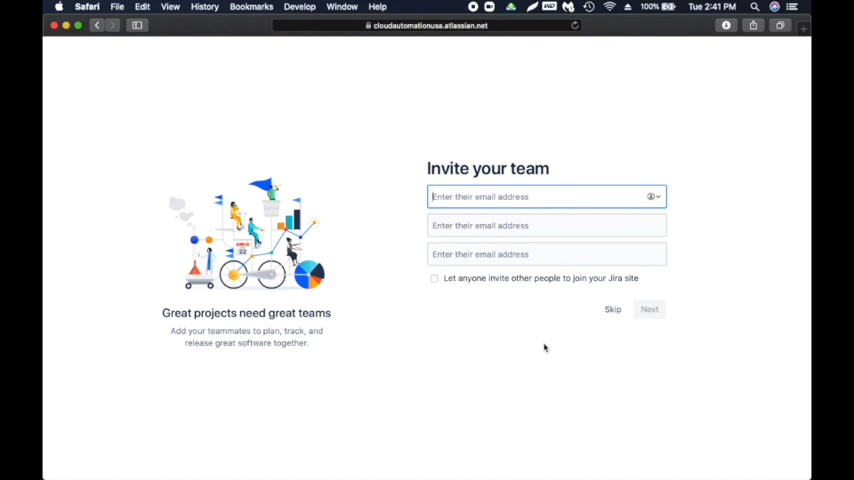 Safari File Edit View History Bookmarks Develop Window Help 100% Tue 2:41 PM
cloudautomationusa.atlassian.net
Invite your team
Enter their email address
Enter their email address
Enter their email address
Let anyone invite other people to join your Jira site
Skip Next
Great projects need great teams
Add your teammates to plan, track, and
release great software together.